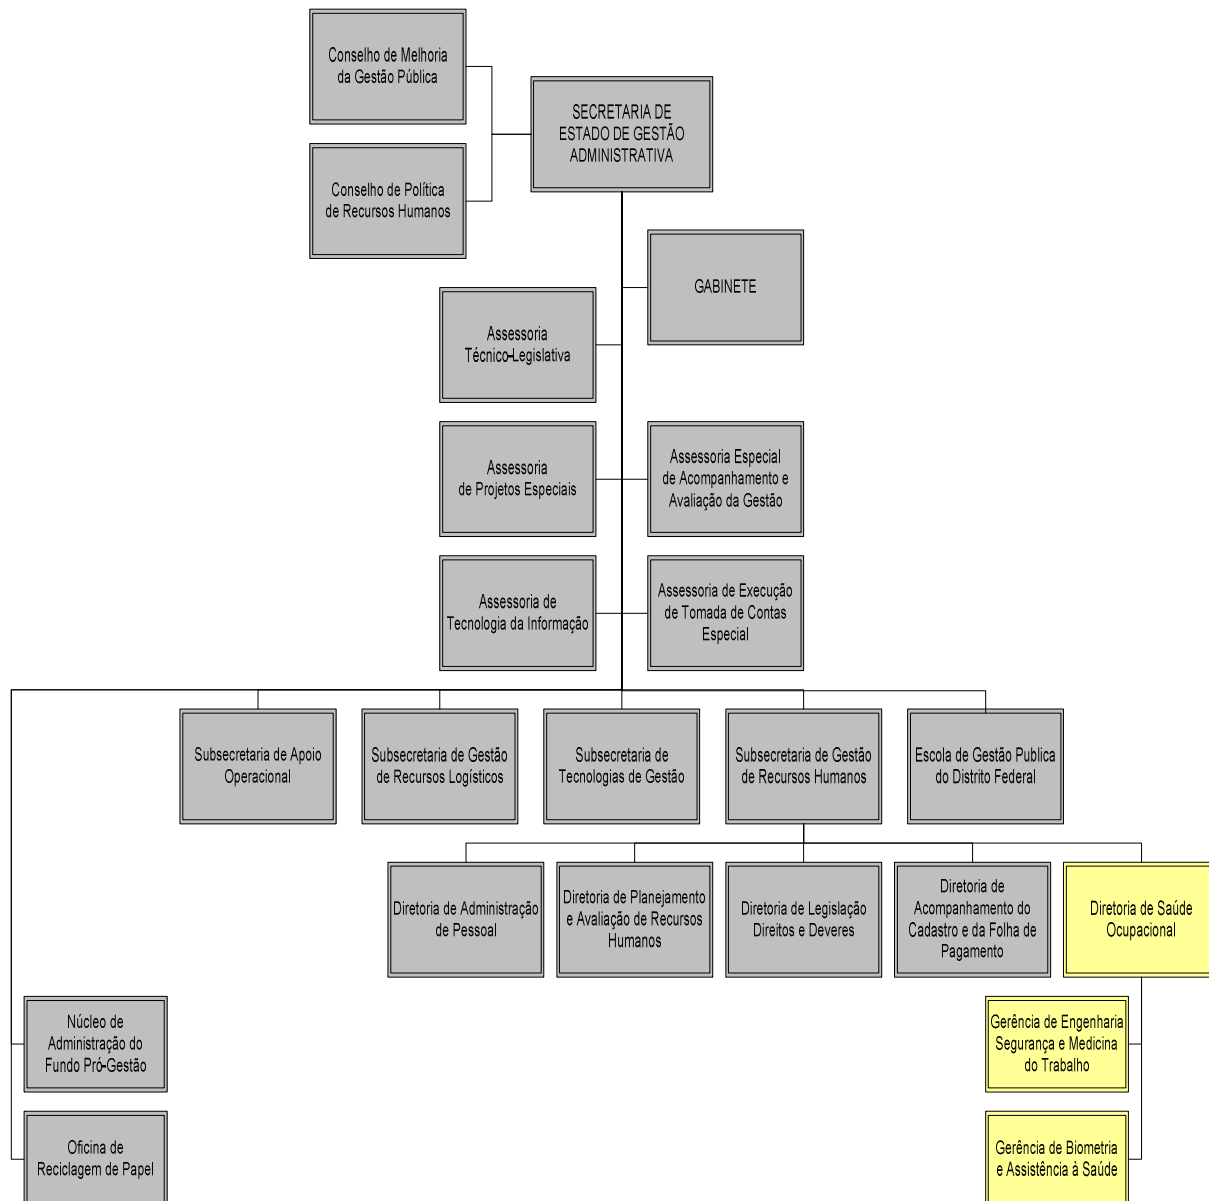 Conselho de Melhoria
da Gestão Pública
SECRETARIA DE
ESTADO DE GESTÃO
ADMINISTRATIVA
Conselho de Política
de Recursos Humanos
GABINETE
Assessoria
Técnico-Legislativa
Assessoria
de Projetos Especiais
Assessoria Especial
de Acompanhamento e
Avaliação da Gestão
Assessoria de
Tecnologia da Informação
Assessoria de Execução
de Tomada de Contas
Especial
Subsecretaria de Apoio
Operacional
Subsecretaria de Gestão
de Recursos Logísticos
Subsecretaria de
Tecnologias de Gestão
Subsecretaria de Gestão
de Recursos Humanos
Escola de Gestão Publica
do Distrito Federal
Diretoria de Administração
de Pessoal
Diretoria de Planejamento
e Avaliação de Recursos
Humanos
Diretoria de Legislação
Direitos e Deveres
Diretoria de
Acompanhamento do
Cadastro e da Folha de
Pagamento
Diretoria de Saúde
Ocupacional
Núcleo de
Administração do
Fundo Pró-Gestão
Gerência de Engenharia
Segurança e Medicina
do Trabalho
Oficina de
Reciclagem de Papel
Gerência de Biometria
e Assistência à Saúde